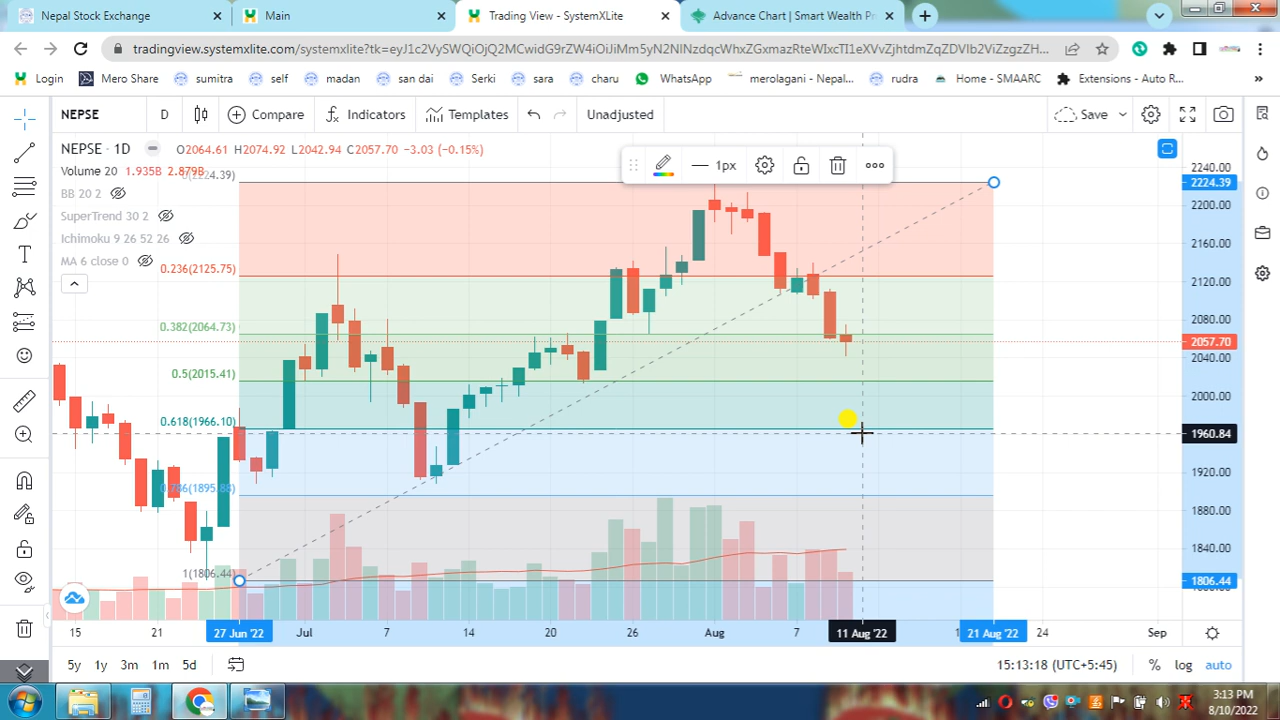 Nepal Stock Exchange
Main
Trading View - SystemXLite
Advance Chart | Smart Wealth Pr
Login
Mero Share
sumitra
self
madan
san dai
Serki
sara
charu
WhatsApp
merolagani - Nepal...
rudra
Home - SMAARC
Extensions - Auto R...
»
NEPSE
D
Compare
Indicators
Templates
Unadjusted
Save
NEPSE · 1D
O2064.61 H2074.92 L2042.94 C2057.70 −3.03 (−0.15%)
1px
Volume 20 1.935B 2.879B
BB 20 2
SuperTrend 30 2
Ichimoku 9 26 52 26
MA 6 close 0
0.236(2125.75)
0.382(2064.73)
0.5(2015.41)
0.618(1966.10)
1(1806.44)
2240.00
2224.39
2200.00
2160.00
2120.00
2080.00
2057.70
2040.00
2000.00
1960.84
1920.00
1880.00
1840.00
1806.44
15
21
27 Jun '22
Jul
7
14
20
26
Aug
7
11 Aug '22
21 Aug '22
24
Sep
5y
1y
3m
1m
5d
15:13:18 (UTC+5:45)
%
log
auto
3:13 PM
8/10/2022